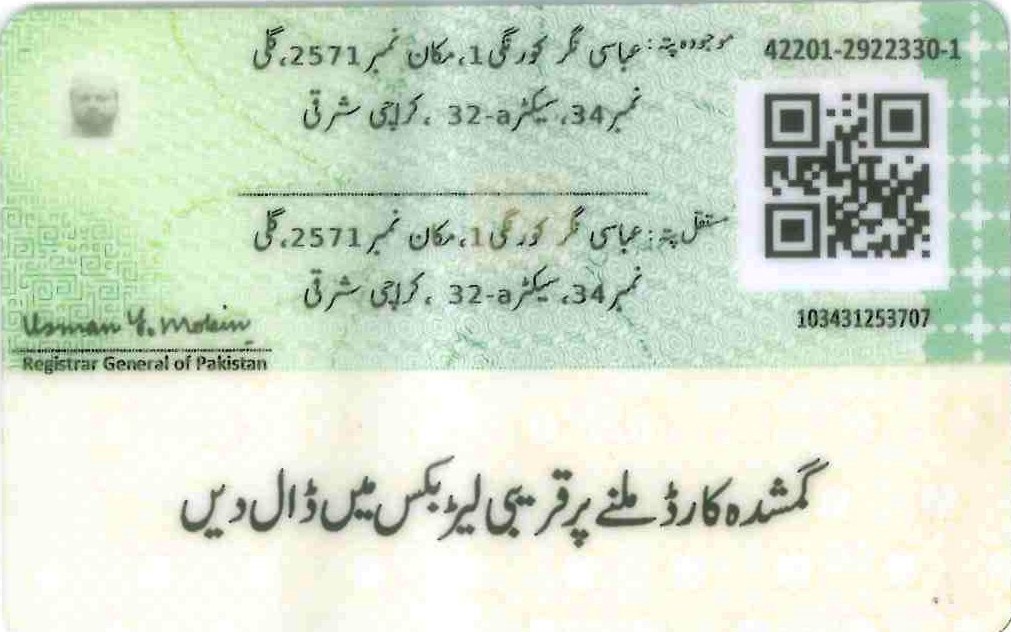 42201-2922330-1
موجودہ پتہ: عباسی نگر کورنگی 1، مکان نمبر 2571، گلی
نمبر 34، سیکٹر 32-a ، کراچی شرقی
مستقل پتہ: عباسی نگر کورنگی 1، مکان نمبر 2571، گلی
نمبر 34، سیکٹر 32-a ، کراچی شرقی
103431253707
Usman Y. Mobin
Registrar General of Pakistan
گمشدہ کارڈ ملنے پر قریبی لیٹر بکس میں ڈال دیں